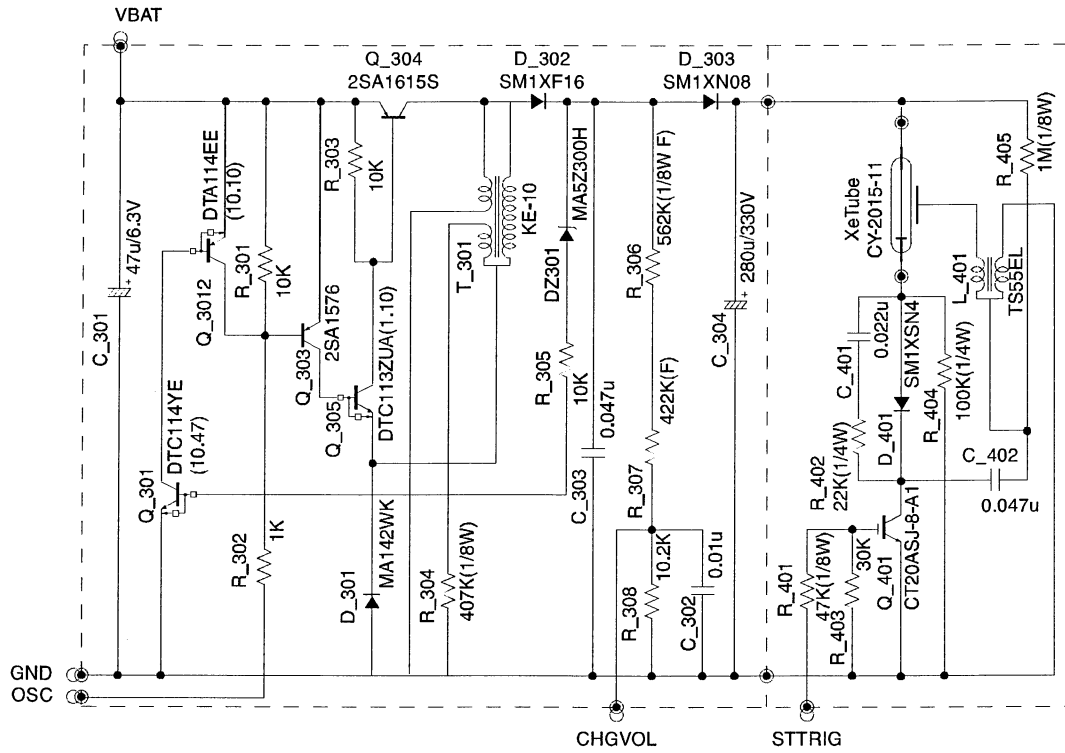 VBAT
Q_304
2SA1615S
D_302
SM1XF16
D_303
SM1XN08
C_301
47u/6.3V
+
DTA114EE
(10.10)
Q_3012
R_301
10K
Q_303
2SA1576
R_303
10K
Q_305
DTC113ZUA(1.10)
T_301
KE-10
MA5Z300H
DZ301
R_305
10K
C_303
0.047u
562K(1/8W F)
R_306
422K(F)
R_307
C_304
280u/330V
+
XeTube
CY-2015-11
R_405
1M(1/8W)
L_401
TS55EL
C_401
0.022u
SM1XSN4
D_401
R_404
100K(1/4W)
R_402
22K(1/4W)
C_402
0.047u
Q_301
DTC114YE
(10.47)
R_302
1K
D_301
MA142WK
R_304
407K(1/8W)
R_308
10.2K
C_302
0.01u
R_401
47K(1/8W)
R_403
30K
Q_401
CT20ASJ-8-A1
GND
OSC
CHGVOL
STTRIG